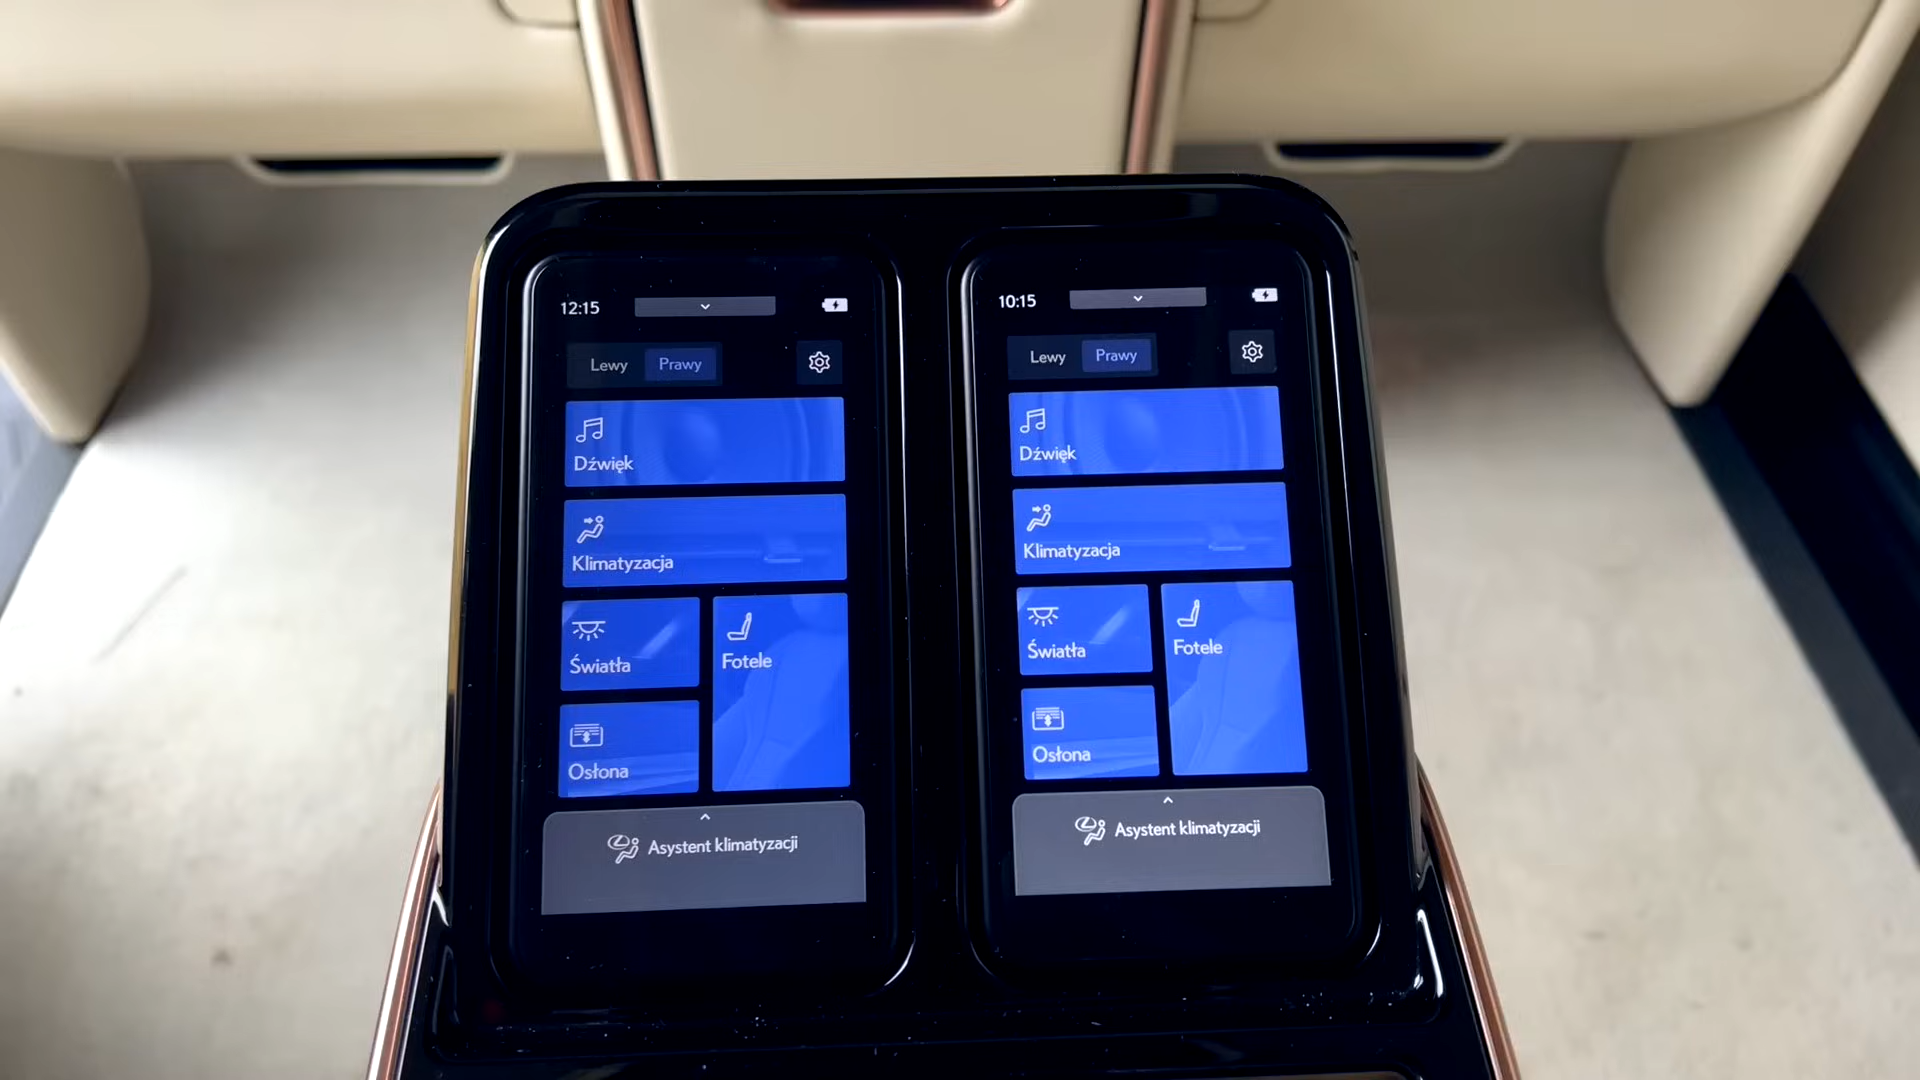 12:15
Lewy Prawy
Dźwięk
Klimatyzacja
Światła
Fotele
Osłona
Asystent klimatyzacji
10:15
Lewy Prawy
Dźwięk
Klimatyzacja
Światła
Fotele
Osłona
Asystent klimatyzacji